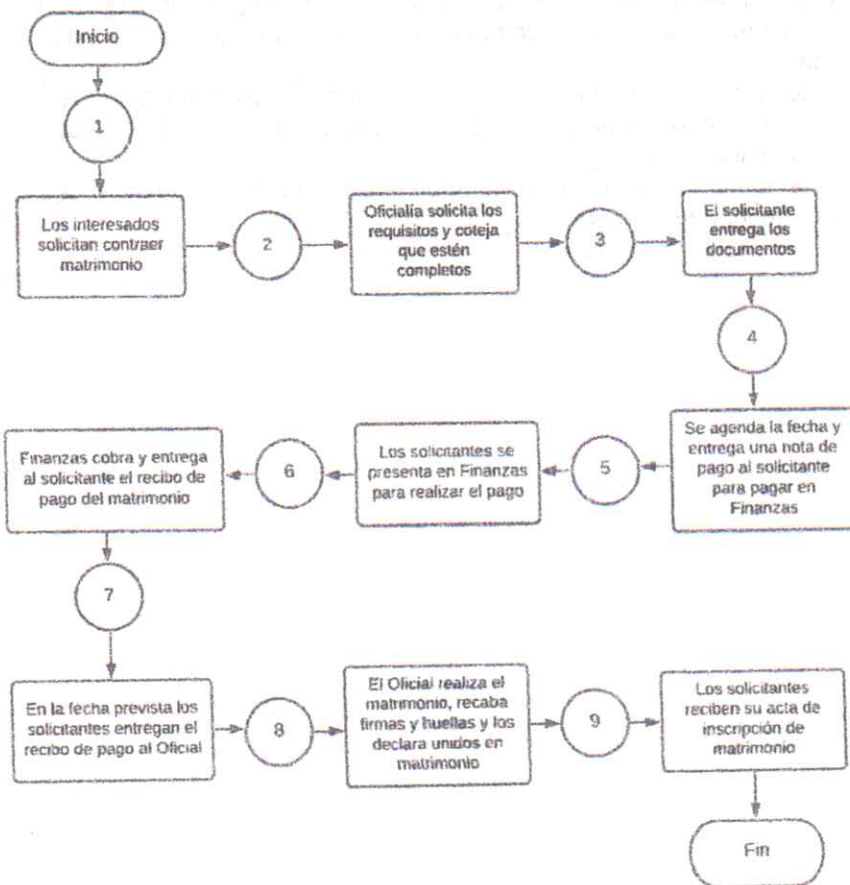 Inicio
1
Los interesados
solicitan contraer
matrimonio
2
Oficialía solicita los
requisitos y coteja
que estén
completos
3
El solicitante
entrega los
documentos
4
Se agenda la fecha y
entrega una nota de
pago al solicitante
para pagar en
Finanzas
5
Los solicitantes se
presenta en Finanzas
para realizar el pago
6
Finanzas cobra y entrega
al solicitante el recibo de
pago del matrimonio
7
En la fecha prevista los
solicitantes entregan el
recibo de pago al Oficial
8
El Oficial realiza el
matrimonio, recaba
firmas y huellas y los
declara unidos en
matrimonio
9
Los solicitantes
reciben su acta de
inscripción de
matrimonio
Fin